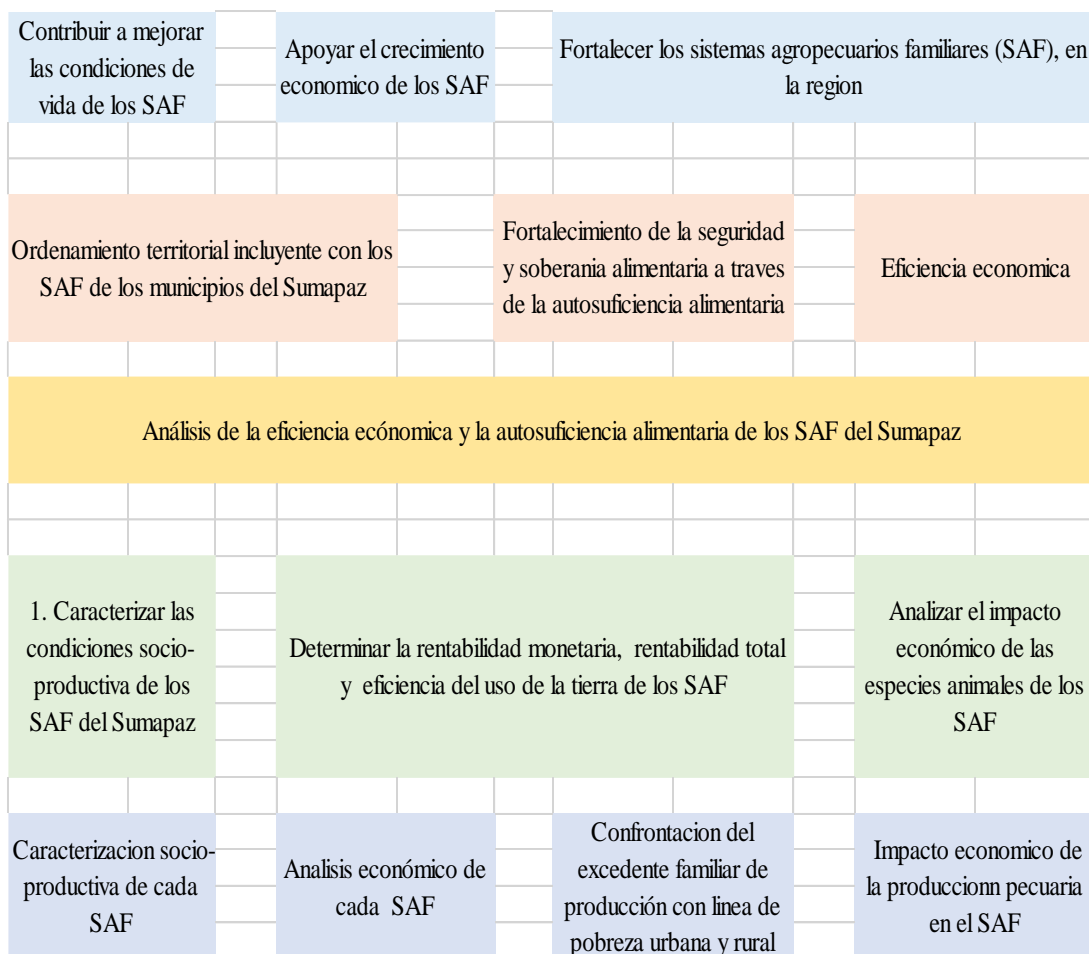 Contribuir a mejorar
las condiciones de
vida de los SAF
Apoyar el crecimiento
economico de los SAF
Fortalecer los sistemas agropecuarios familiares (SAF), en
la region
Ordenamiento territorial incluyente con los
SAF de los municipios del Sumapaz
Fortalecimiento de la seguridad
y soberania alimentaria a traves
de la autosuficiencia alimentaria
Eficiencia economica
Análisis de la eficiencia ecónomica y la autosuficiencia alimentaria de los SAF del Sumapaz
1. Caracterizar las
condiciones socio-
productiva de los
SAF del Sumapaz
Determinar la rentabilidad monetaria, rentabilidad total
y eficiencia del uso de la tierra de los SAF
Analizar el impacto
económico de las
especies animales de los
SAF
Caracterizacion socio-
productiva de cada
SAF
Analisis económico de
cada SAF
Confrontacion del
excedente familiar de
producción con linea de
pobreza urbana y rural
Impacto economico de
la produccionn pecuaria
en el SAF